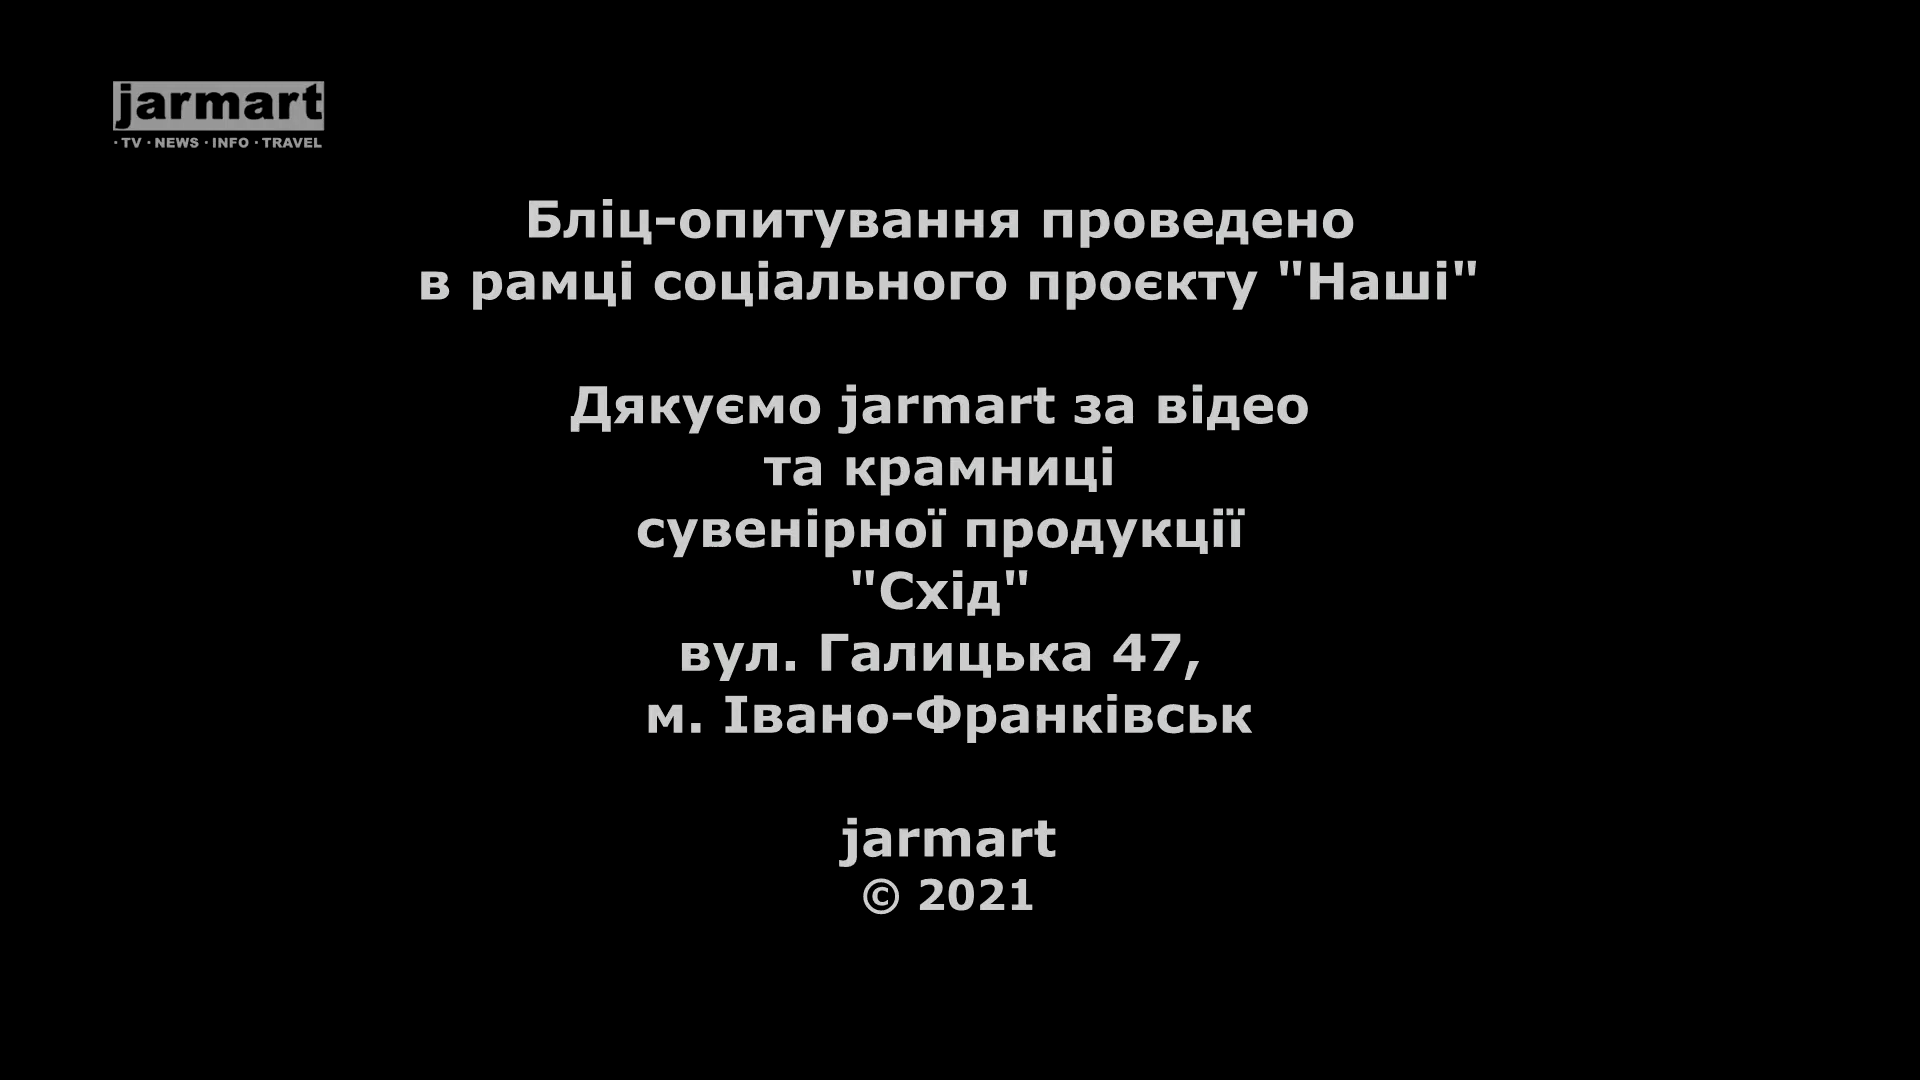 jarmart
· TV · NEWS · INFO · TRAVEL
Бліц-опитування проведено
в рамці соціального проєкту "Наші"
Дякуємо jarmart за відео
та крамниці
сувенірної продукції
"Схід"
вул. Галицька 47,
м. Івано-Франківськ
jarmart
© 2021